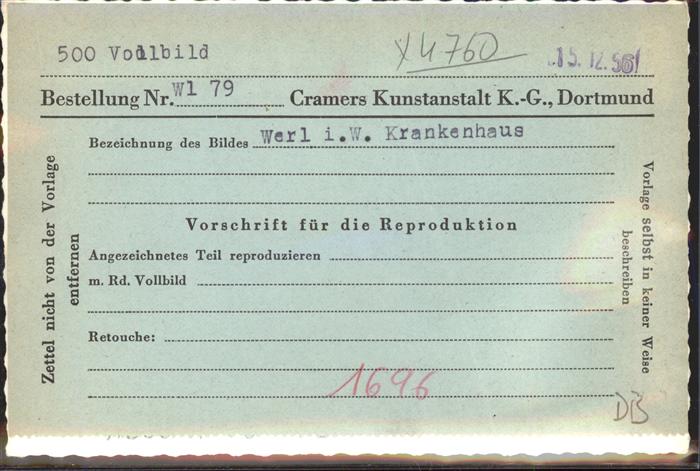 500 Vollbild
X 4760
15.12.56
Bestellung Nr. Wl 79 Cramers Kunstanstalt K.-G., Dortmund
Bezeichnung des Bildes Werl i.W. Krankenhaus
Zettel nicht von der Vorlage
entfernen
Vorlage selbst in keiner Weise
beschreiben
Vorschrift für die Reproduktion
Angezeichnetes Teil reproduzieren
m. Rd. Vollbild
Retouche:
1696
DB